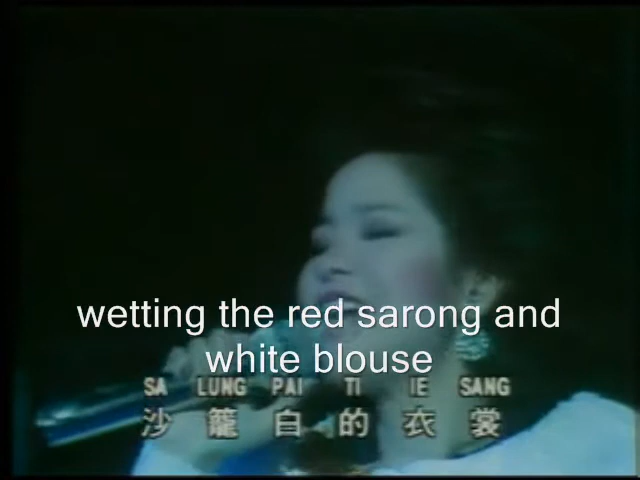 wetting the red sarong and
white blouse
SA LUNG PAI TI IE SANG
沙籠白的衣裳